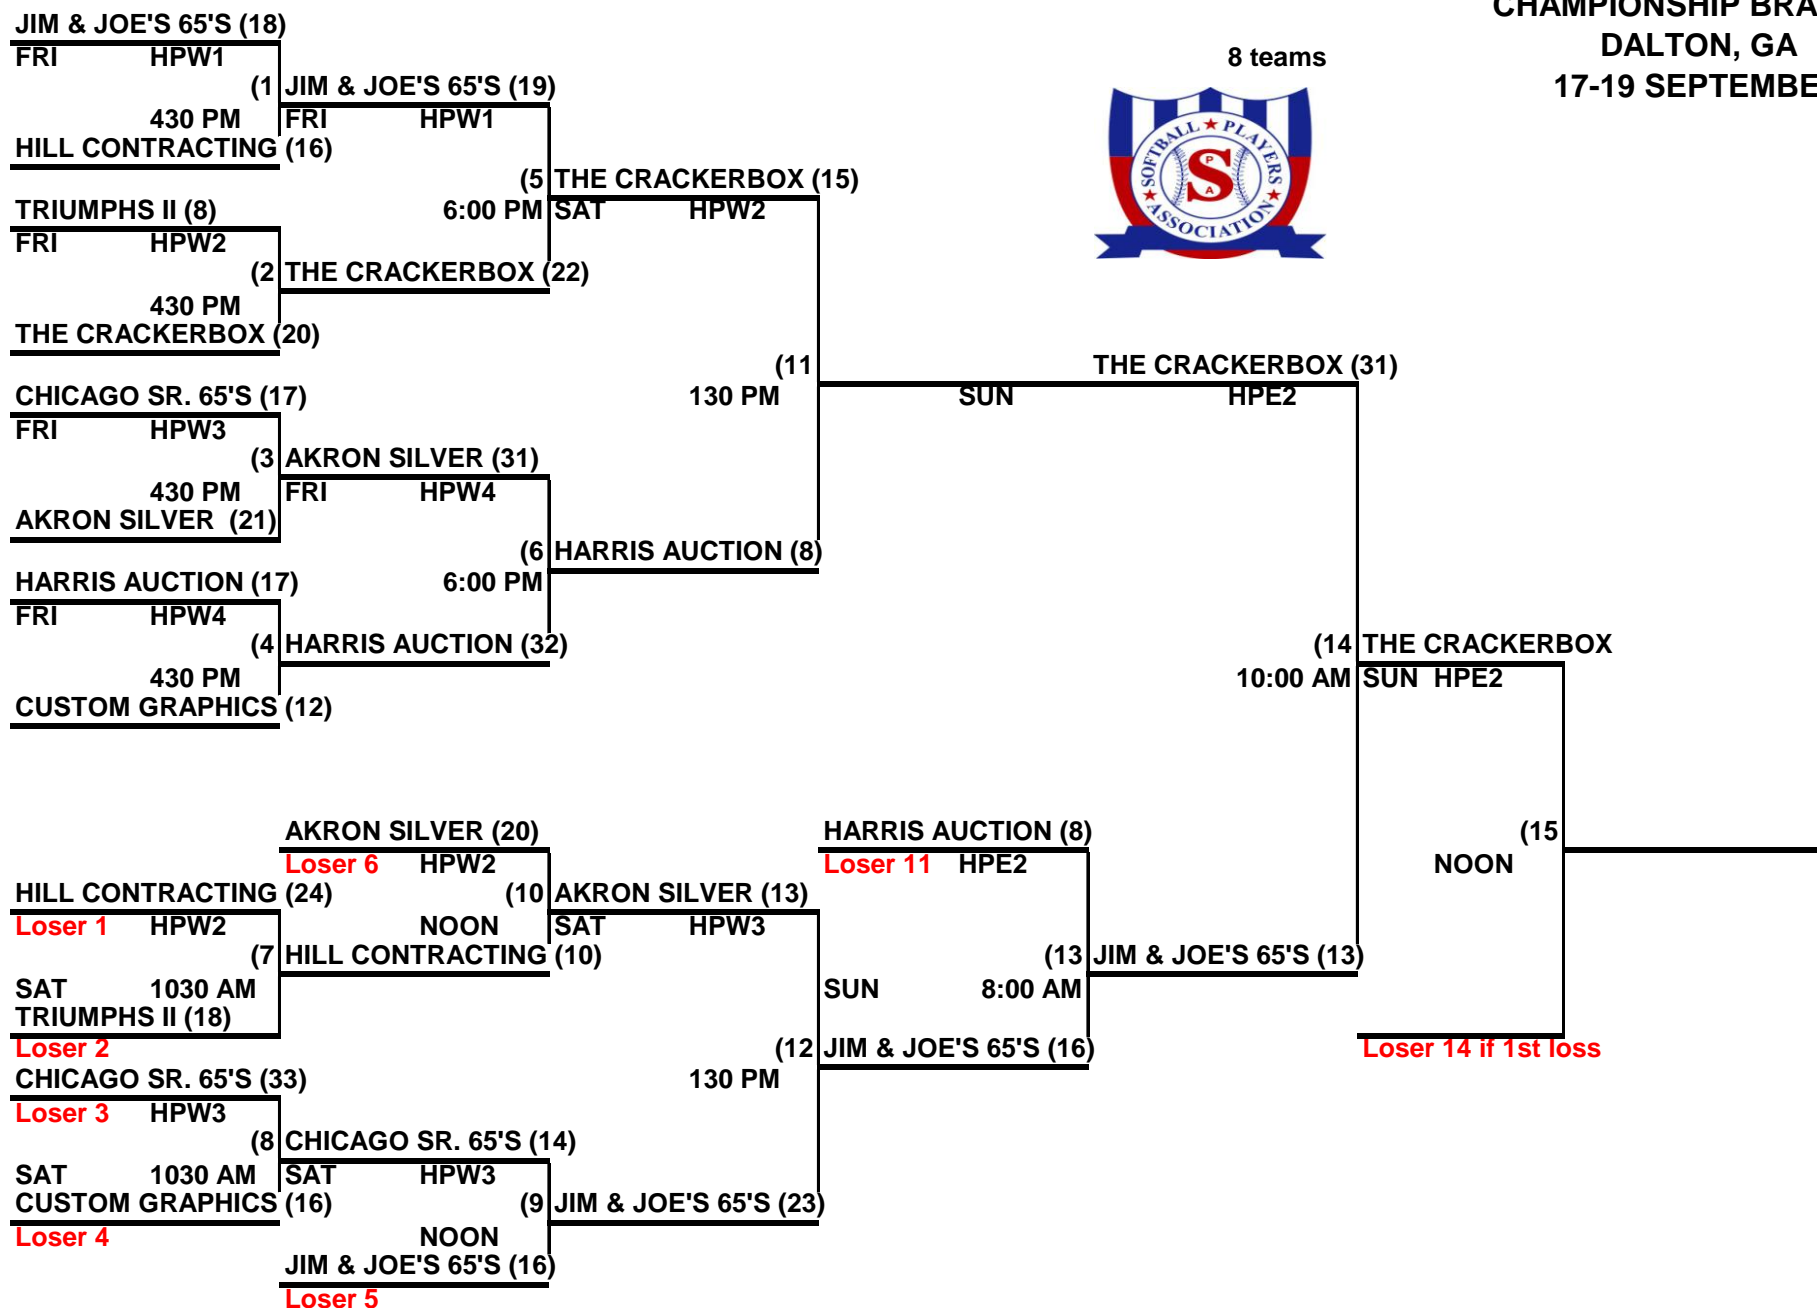 CHAMPIONSHIP BRA
DALTON, GA
17-19 SEPTEMBE
8 teams
SOFTBALL PLAYERS
ASSOCIATION
S
P
A
JIM & JOE'S 65'S (18)
FRI HPW1
(1 JIM & JOE'S 65'S (19)
430 PM FRI HPW1
HILL CONTRACTING (16)
(5 THE CRACKERBOX (15)
TRIUMPHS II (8) 6:00 PM SAT HPW2
FRI HPW2
(2 THE CRACKERBOX (22)
430 PM
THE CRACKERBOX (20)
(11 THE CRACKERBOX (31)
CHICAGO SR. 65'S (17) 130 PM SUN HPE2
FRI HPW3
(3 AKRON SILVER (31)
430 PM FRI HPW4
AKRON SILVER (21)
(6 HARRIS AUCTION (8)
HARRIS AUCTION (17) 6:00 PM
FRI HPW4
(4 HARRIS AUCTION (32) (14 THE CRACKERBOX
430 PM 10:00 AM SUN HPE2
CUSTOM GRAPHICS (12)
AKRON SILVER (20) HARRIS AUCTION (8) (15
Loser 6 HPW2 Loser 11 HPE2 NOON
HILL CONTRACTING (24) (10 AKRON SILVER (13)
Loser 1 HPW2 NOON SAT HPW3
(7 HILL CONTRACTING (10) (13 JIM & JOE'S 65'S (13)
SAT 1030 AM SUN 8:00 AM
TRIUMPHS II (18)
Loser 2 (12 JIM & JOE'S 65'S (16) Loser 14 if 1st loss
CHICAGO SR. 65'S (33) 130 PM
Loser 3 HPW3
(8 CHICAGO SR. 65'S (14)
SAT 1030 AM SAT HPW3
CUSTOM GRAPHICS (16) (9 JIM & JOE'S 65'S (23)
Loser 4 NOON
JIM & JOE'S 65'S (16)
Loser 5